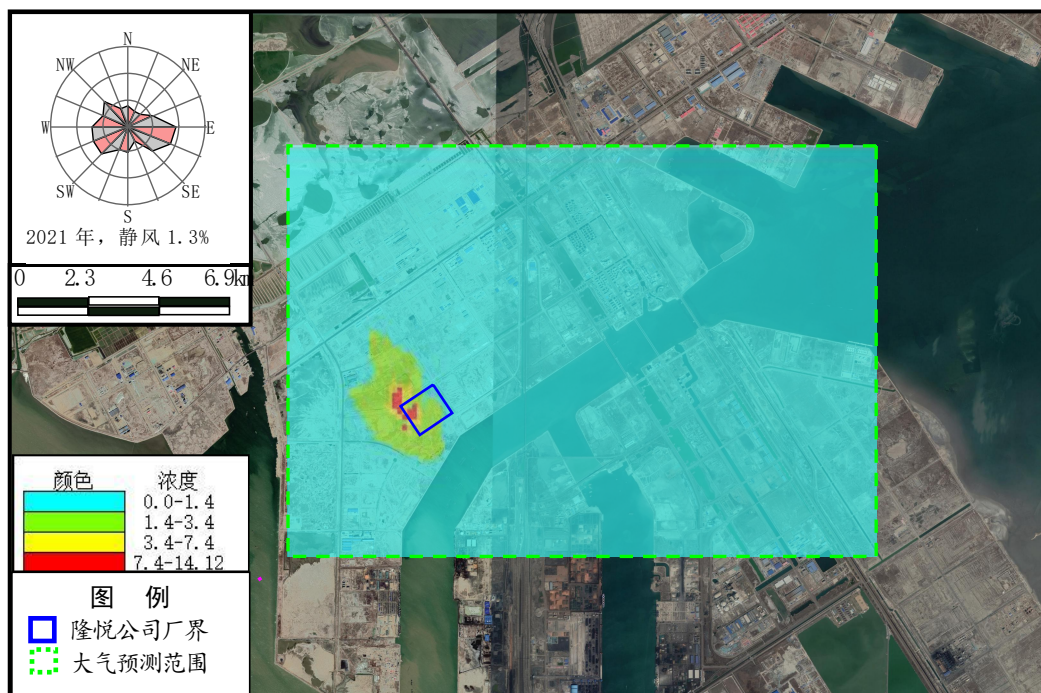 N
NW
NE
W
E
SW
SE
S
2021 年，静风 1.3%
0 2.3 4.6 6.9km
颜色 浓度
0.0-1.4
1.4-3.4
3.4-7.4
7.4-14.12
图 例
隆悦公司厂界
大气预测范围